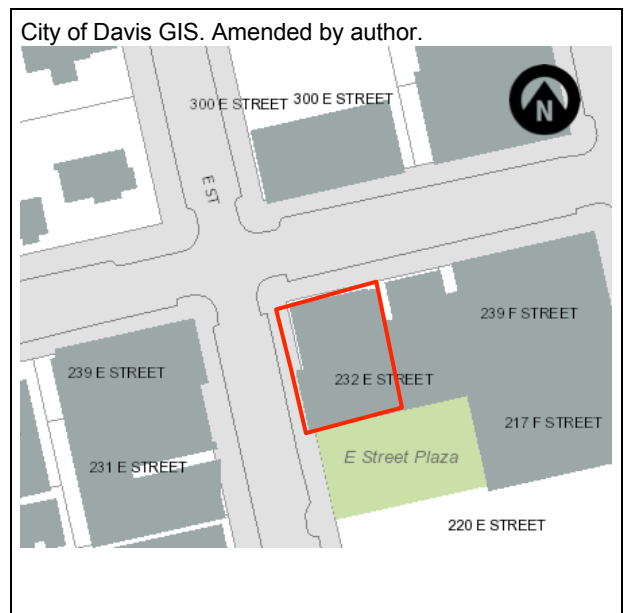 City of Davis GIS. Amended by author.
300 E STREET 300 E STREET
N
E ST
239 F STREET
239 E STREET
232 E STREET
217 F STREET
E Street Plaza
231 E STREET
220 E STREET